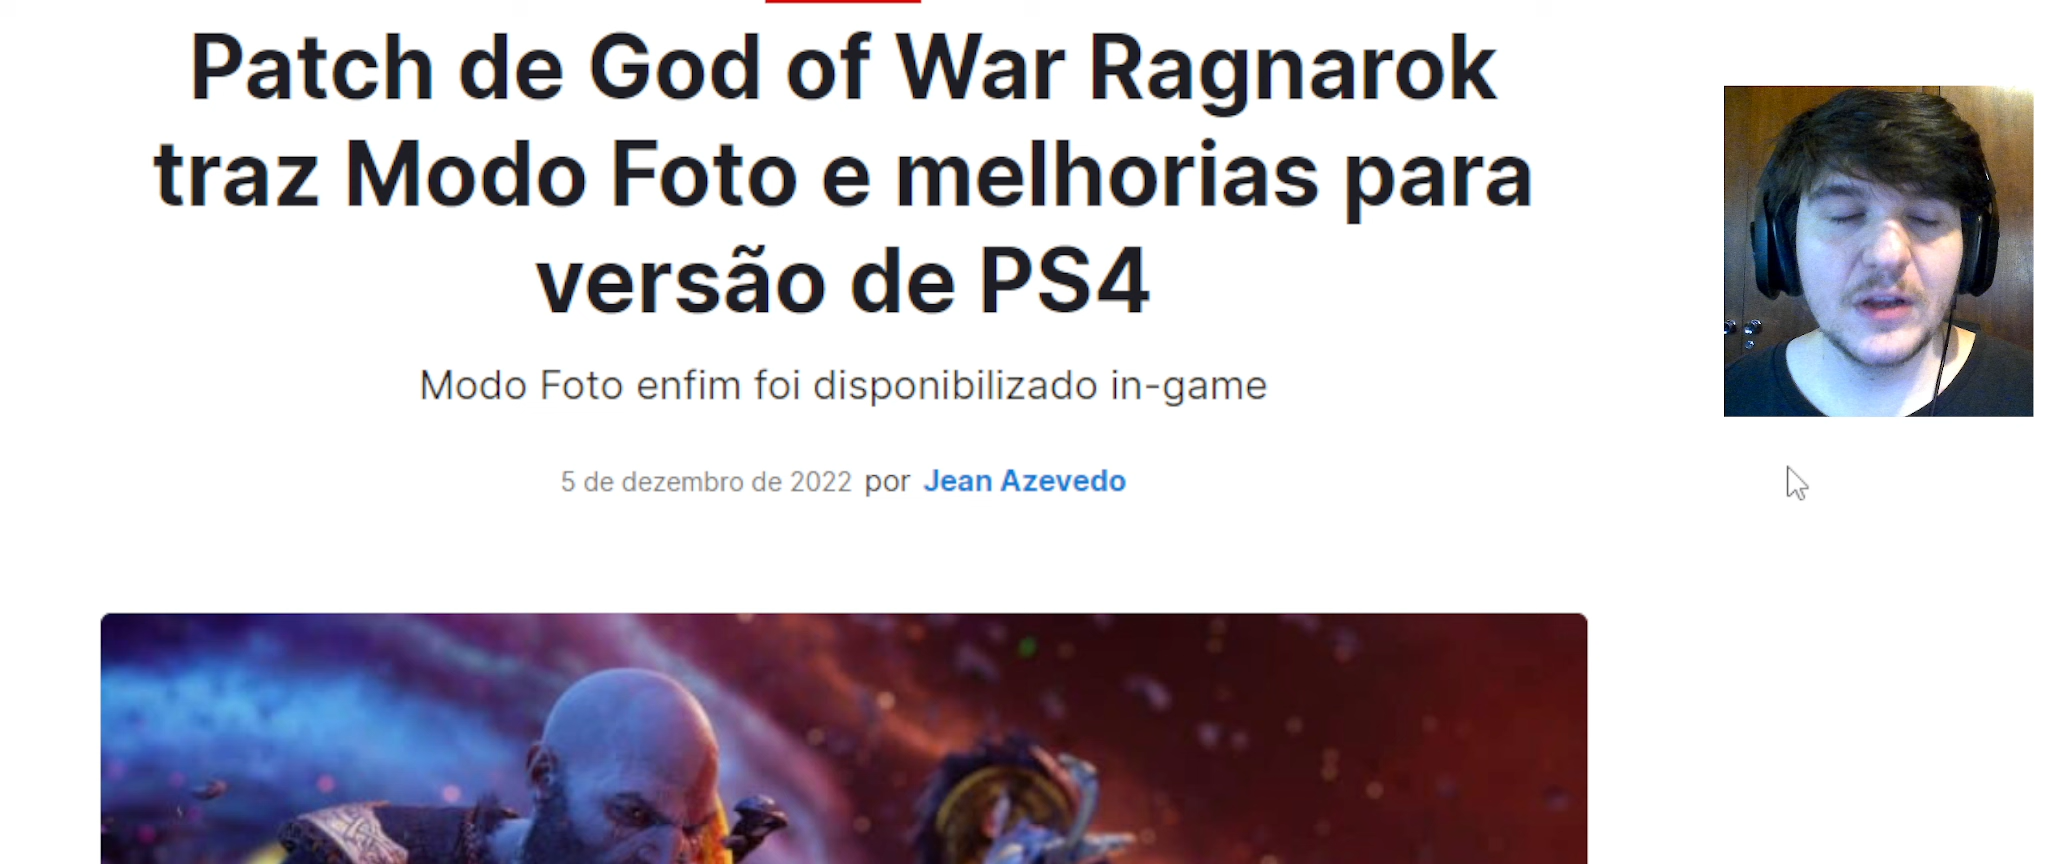 Patch de God of War Ragnarok
traz Modo Foto e melhorias para
versão de PS4
Modo Foto enfim foi disponibilizado in-game
5 de dezembro de 2022 por Jean Azevedo